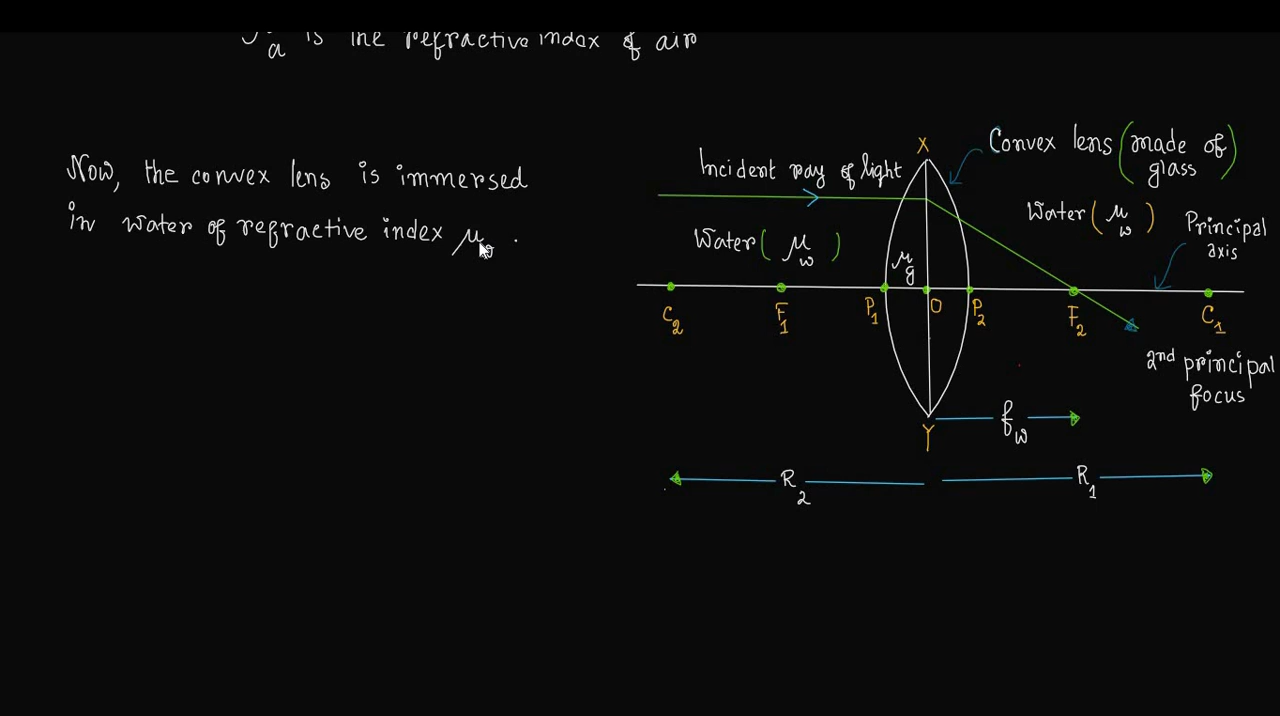 μa is the refractive index of air
Now, the convex lens is immersed
in water of refractive index μw .
X
Convex lens (made of
glass)
Incident ray of light
Water (μw)
Water (μw)
Principal
axis
μg
C2
F1
P1
O
P2
F2
C1
2nd principal
focus
fw
Y
R2
R1